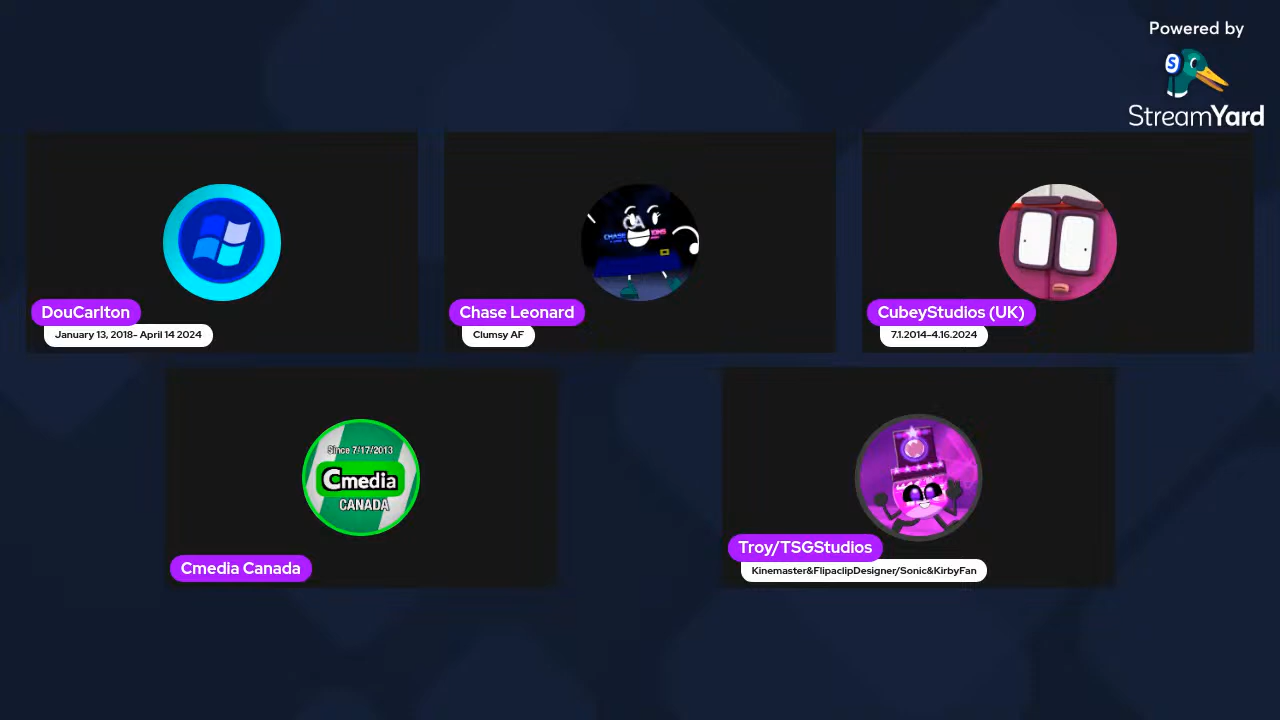 Powered by
S
StreamYard
CA
DouCarlton
January 13, 2018- April 14 2024
Chase Leonard
Clumsy AF
CubeyStudios (UK)
7.1.2014-4.16.2024
Since 7/17/2013
Cmedia
CANADA
Cmedia Canada
Troy/TSGStudios
Kinemaster&FlipaclipDesigner/Sonic&KirbyFan